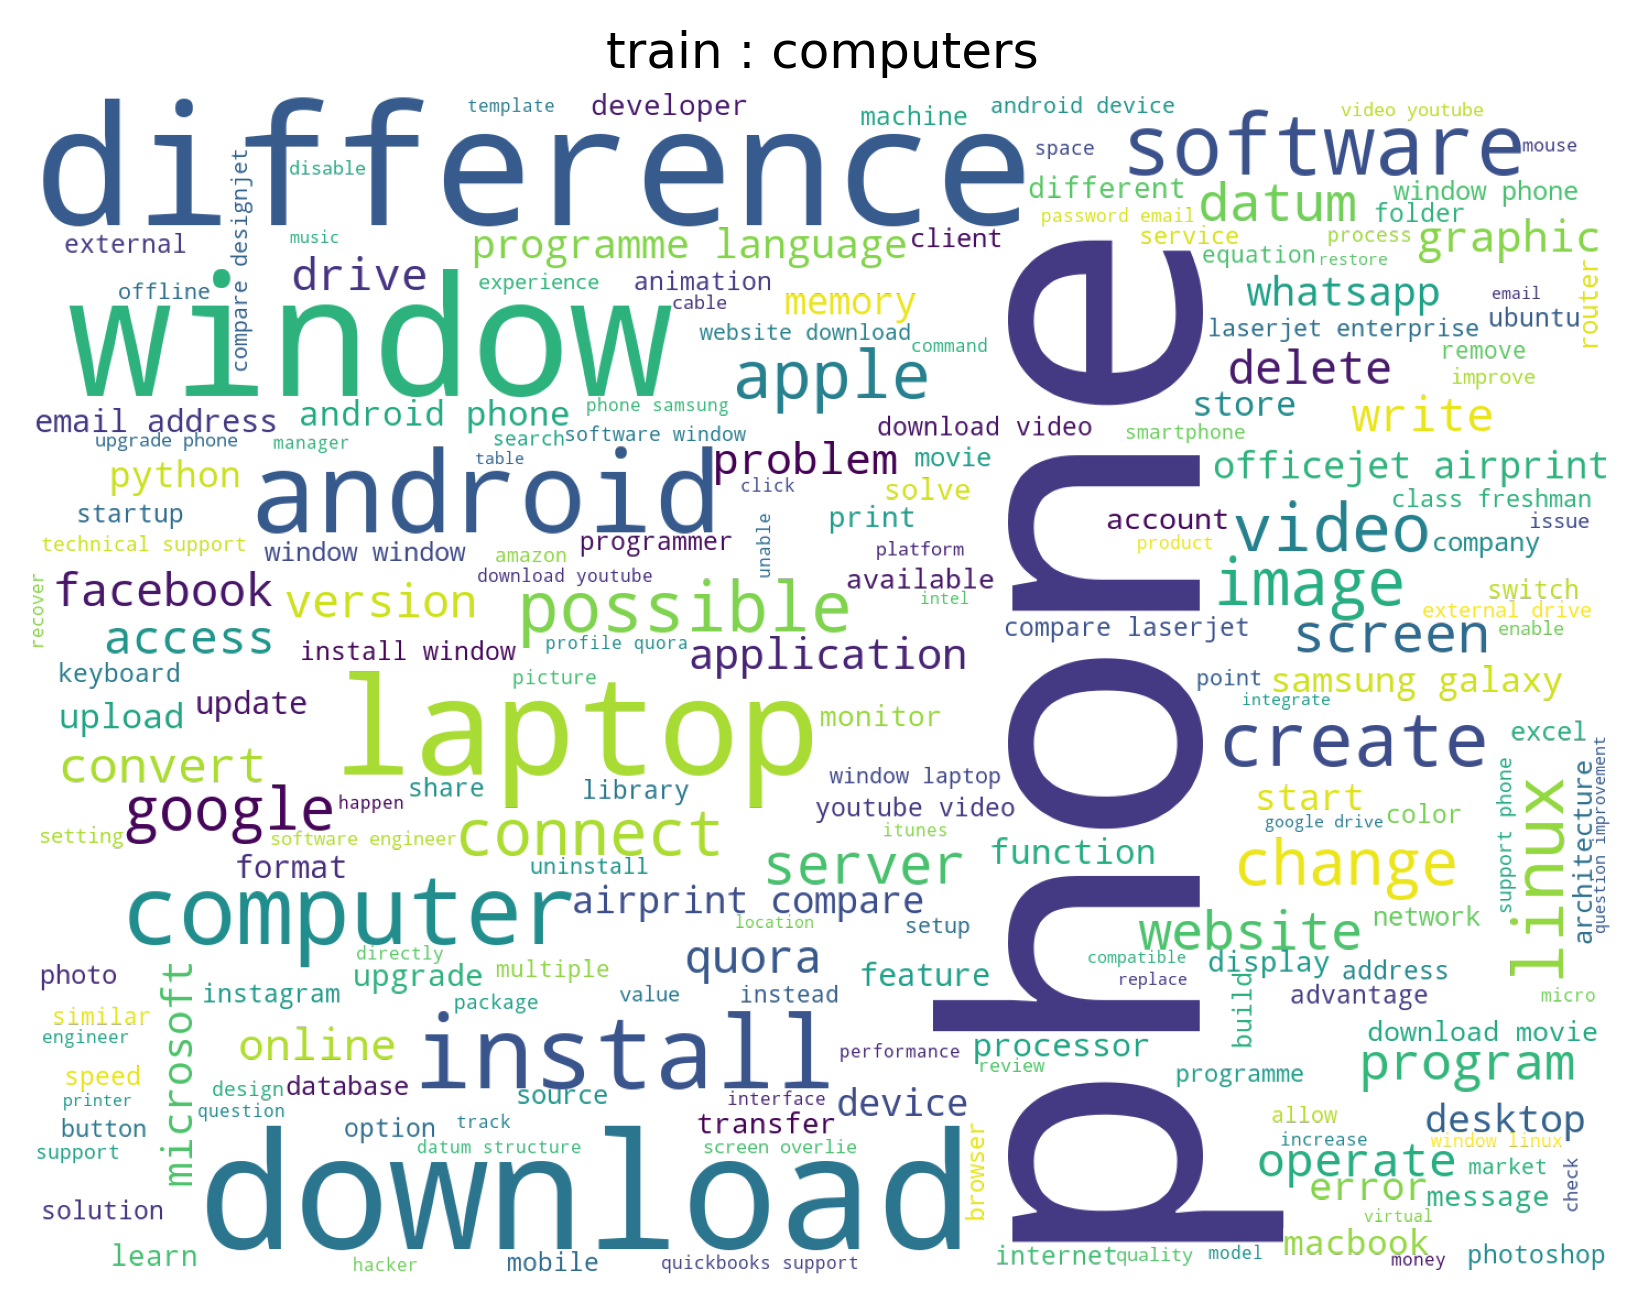 train : computers
template
developer
machine
android device
video youtube
difference
software
space
mouse
disable
compare designjet
different
datum
window phone
password email
folder
external
music
programme language
client
service
process
graphic
drive
equation
restore
window
offline
experience
animation
cable
memory
whatsapp
email
router
website download
command
laserjet enterprise
ubuntu
phone
apple
delete
remove
improve
email address
android phone
phone samsung
store
write
upgrade phone
manager
search
software window
download video
smartphone
python
android
table
problem
movie
officejet airprint
click
solve
class freshman
startup
print
account
video
issue
technical support
window window
amazon
programmer
unable
platform
product
company
download youtube
available
facebook
version
possible
intel
image
switch
external drive
recover
access
install window
profile quora
application
compare laserjet
screen
enable
keyboard
picture
point
samsung galaxy
integrate
upload
update
laptop
monitor
create
excel
convert
window laptop
support phone
architecture
question improvement
google
happen
share
library
youtube video
start
color
linux
setting
software engineer
connect
itunes
google drive
format
uninstall
server
function
change
computer
airprint compare
location
setup
website
network
directly
quora
compatible
display
photo
microsoft
instagram
upgrade
multiple
feature
replace
address
package
value
instead
build
advantage
micro
similar
engineer
online
install
performance
processor
download movie
speed
review
programme
program
printer
design
database
source
interface
device
question
allow
desktop
button
option
track
transfer
increase
window linux
support
download
datum structure
screen overlie
browser
operate
market
check
error
message
solution
virtual
learn
hacker
mobile
quickbooks support
internet
quality
model
macbook
money
photoshop